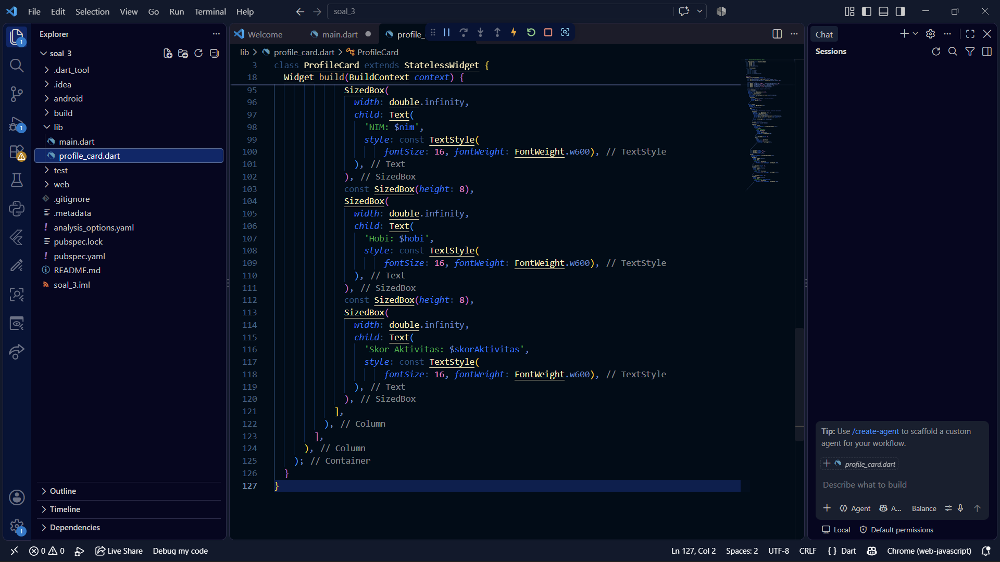 File Edit Selection View Go Run Terminal Help
soal_3
Explorer
soal_3
.dart_tool
.idea
android
build
lib
main.dart
profile_card.dart
test
web
.gitignore
.metadata
analysis_options.yaml
pubspec.lock
pubspec.yaml
README.md
soal_3.iml
Outline
Timeline
Dependencies
Welcome main.dart profile_
lib > profile_card.dart > ProfileCard
3 class ProfileCard extends StatelessWidget {
18 Widget build(BuildContext context) {
95 SizedBox(
96 width: double.infinity,
97 child: Text(
98 'NIM: $nim',
99 style: const TextStyle(
100 fontSize: 16, fontWeight: FontWeight.w600), // TextStyle
101 ), // Text
102 ), // SizedBox
103 const SizedBox(height: 8),
104 SizedBox(
105 width: double.infinity,
106 child: Text(
107 'Hobi: $hobi',
108 style: const TextStyle(
109 fontSize: 16, fontWeight: FontWeight.w600), // TextStyle
110 ), // Text
111 ), // SizedBox
112 const SizedBox(height: 8),
113 SizedBox(
114 width: double.infinity,
115 child: Text(
116 'Skor Aktivitas: $skorAktivitas',
117 style: const TextStyle(
118 fontSize: 16, fontWeight: FontWeight.w600), // TextStyle
119 ), // Text
120 ), // SizedBox
121 ],
122 ), // Column
123 ],
124 ), // Column
125 ); // Container
126 }
127 }
Chat
Sessions
Tip: Use /create-agent to scaffold a custom
agent for your workflow.
profile_card.dart
Describe what to build
Agent A... Balance
Local Default permissions
0 0 Live Share Debug my code
Ln 127, Col 2 Spaces: 2 UTF-8 CRLF { } Dart Chrome (web-javascript)